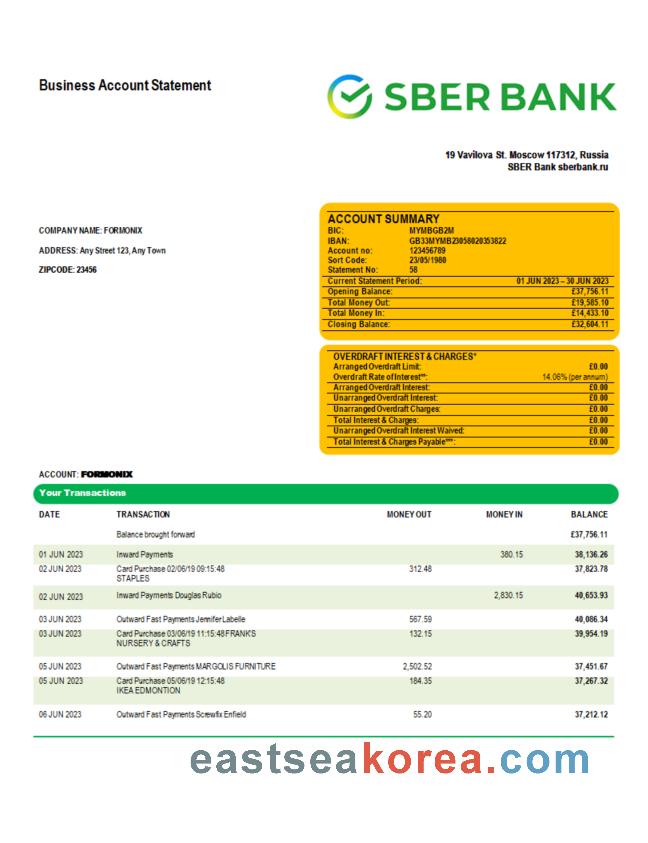 Business Account Statement
SBER BANK
19 Vavilova St. Moscow 117312, Russia
SBER Bank sberbank.ru
COMPANY NAME: FORMONIX
ADDRESS: Any Street 123, Any Town
ZIPCODE: 23456
ACCOUNT SUMMARY
BIC: MYMBGB2M
IBAN: GB33MYMB23058020353822
Account no: 123456789
Sort Code: 23/05/1980
Statement No: 58
Current Statement Period: 01 JUN 2023 – 30 JUN 2023
Opening Balance: £37,756.11
Total Money Out: £19,585.10
Total Money In: £14,433.10
Closing Balance: £32,604.11
OVERDRAFT INTEREST & CHARGES*
Arranged Overdraft Limit: £0.00
Overdraft Rate of Interest**: 14.06% (per annum)
Arranged Overdraft Interest: £0.00
Unarranged Overdraft Interest: £0.00
Unarranged Overdraft Charges: £0.00
Total Interest & Charges: £0.00
Unarranged Overdraft Interest Waived: £0.00
Total Interest & Charges Payable***: £0.00
ACCOUNT: FORMONIX
Your Transactions
DATE TRANSACTION MONEY OUT MONEY IN BALANCE
Balance brought forward £37,756.11
01 JUN 2023 Inward Payments 380.15 38,136.26
02 JUN 2023 Card Purchase 02/06/19 09:15:48 312.48 37,823.78
STAPLES
02 JUN 2023 Inward Payments Douglas Rubio 2,830.15 40,653.93
03 JUN 2023 Outward Fast Payments Jennifer Labelle 567.59 40,086.34
03 JUN 2023 Card Purchase 03/06/19 11:15:48 FRANK'S 132.15 39,954.19
NURSERY & CRAFTS
05 JUN 2023 Outward Fast Payments MARGOLIS FURNITURE 2,502.52 37,451.67
05 JUN 2023 Card Purchase 05/06/19 12:15:48 184.35 37,267.32
IKEA EDMONTION
06 JUN 2023 Outward Fast Payments Screwfix Enfield 55.20 37,212.12
eastseakorea.com